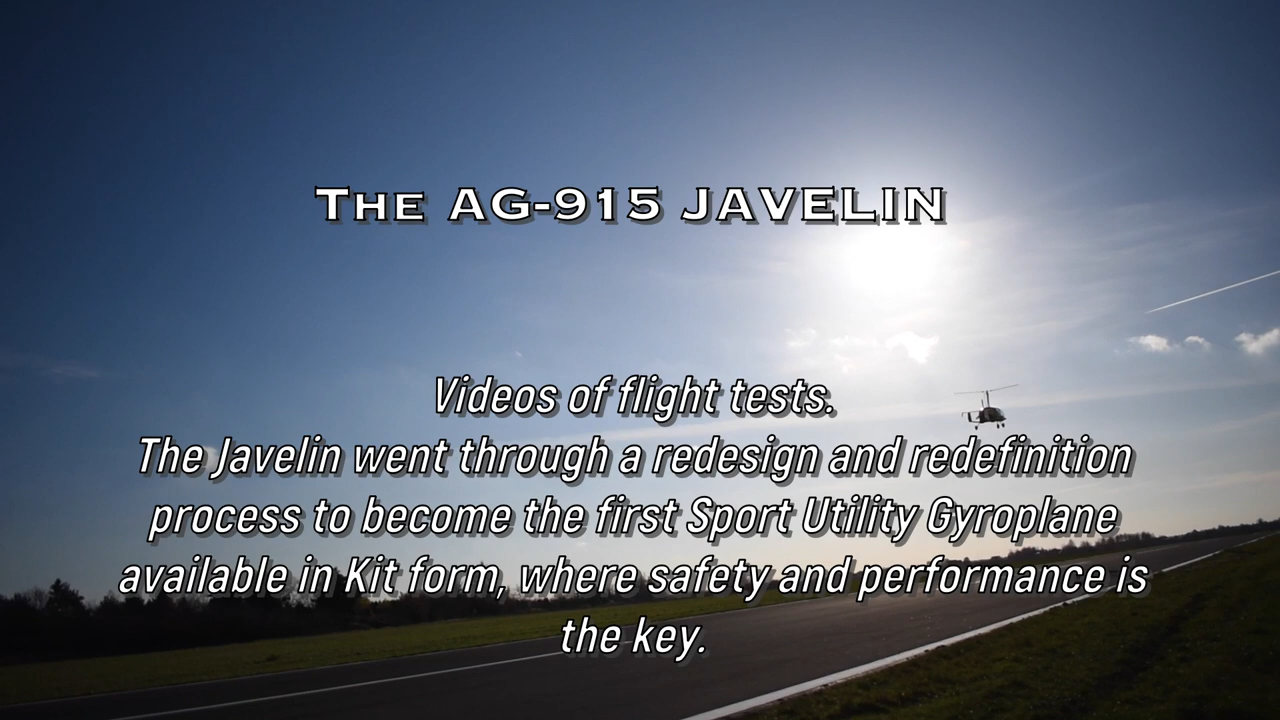 The AG-915 JAVELIN
Videos of flight tests.
The Javelin went through a redesign and redefinition
process to become the first Sport Utility Gyroplane
available in Kit form, where safety and performance is
the key.